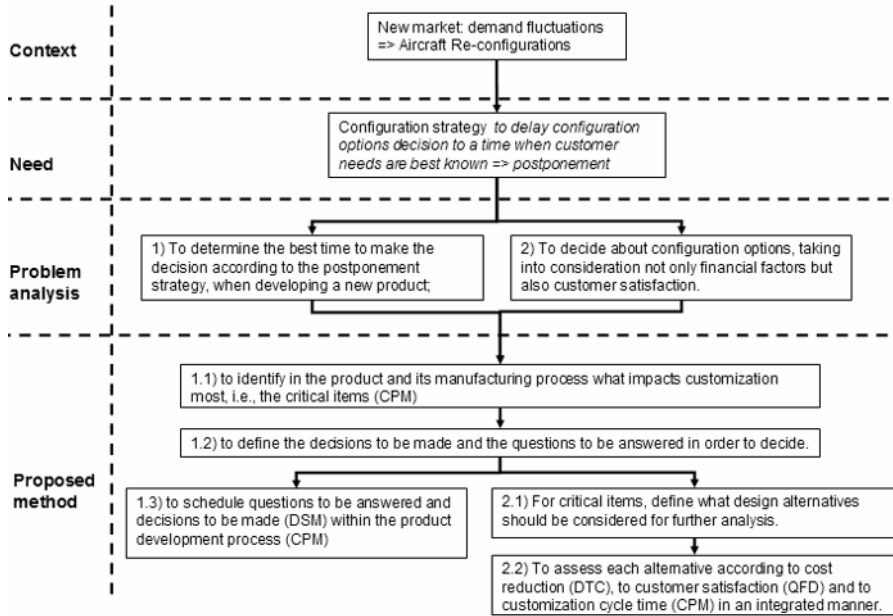 Context
New market: demand fluctuations
=> Aircraft Re-configurations
Need
Configuration strategy to delay configuration
options decision to a time when customer
needs are best known => postponement
Problem
analysis
1) To determine the best time to make the
decision according to the postponement
strategy, when developing a new product;
2) To decide about configuration options, taking
into consideration not only financial factors but
also customer satisfaction.
Proposed
method
1.1) to identify in the product and its manufacturing process what impacts customization
most, i.e., the critical items (CPM)
1.2) to define the decisions to be made and the questions to be answered in order to decide.
1.3) to schedule questions to be answered and
decisions to be made (DSM) within the product
development process (CPM)
2.1) For critical items, define what design alternatives
should be considered for further analysis.
2.2) To assess each alternative according to cost
reduction (DTC), to customer satisfaction (QFD) and to
customization cycle time (CPM) in an integrated manner.